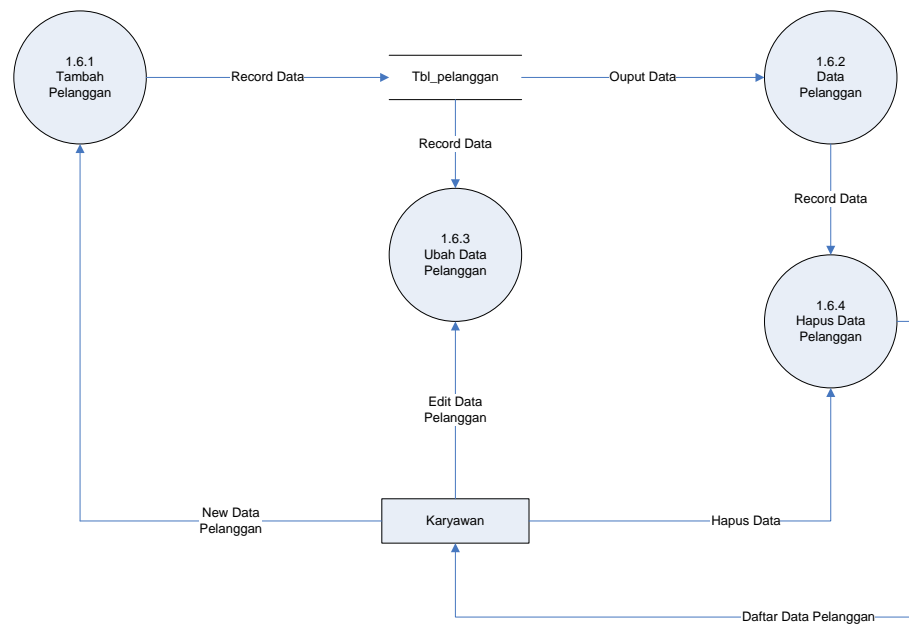 1.6.1
Tambah
Pelanggan
Record Data
Tbl_pelanggan
Ouput Data
1.6.2
Data
Pelanggan
Record Data
Record Data
1.6.3
Ubah Data
Pelanggan
1.6.4
Hapus Data
Pelanggan
Edit Data
Pelanggan
New Data
Pelanggan
Karyawan
Hapus Data
Daftar Data Pelanggan